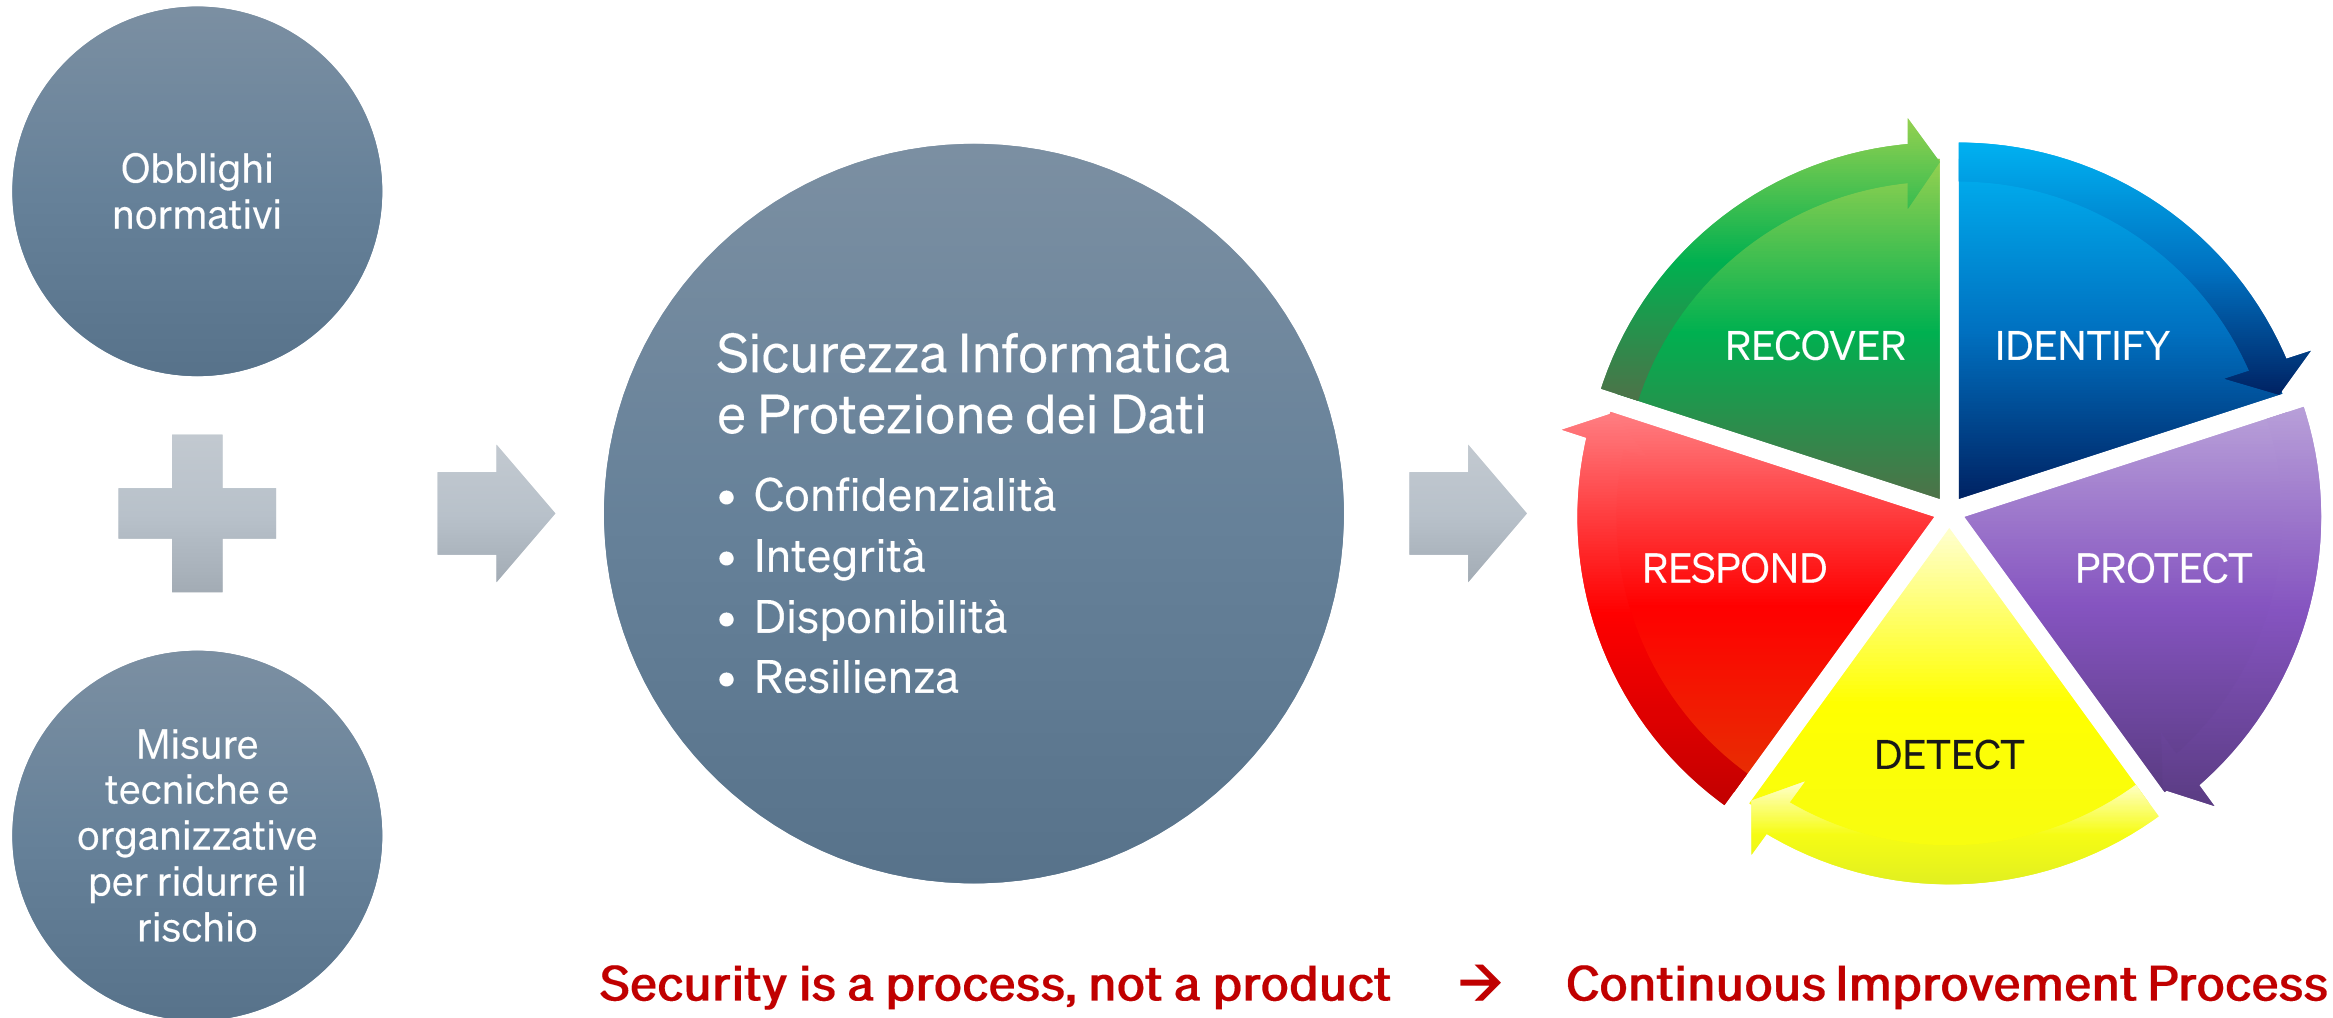 Obblighi
normativi
Misure
tecniche e
organizzative
per ridurre il
rischio
Sicurezza Informatica
e Protezione dei Dati
• Confidenzialità
• Integrità
• Disponibilità
• Resilienza
RECOVER
IDENTIFY
RESPOND
PROTECT
DETECT
Security is a process, not a product → Continuous Improvement Process